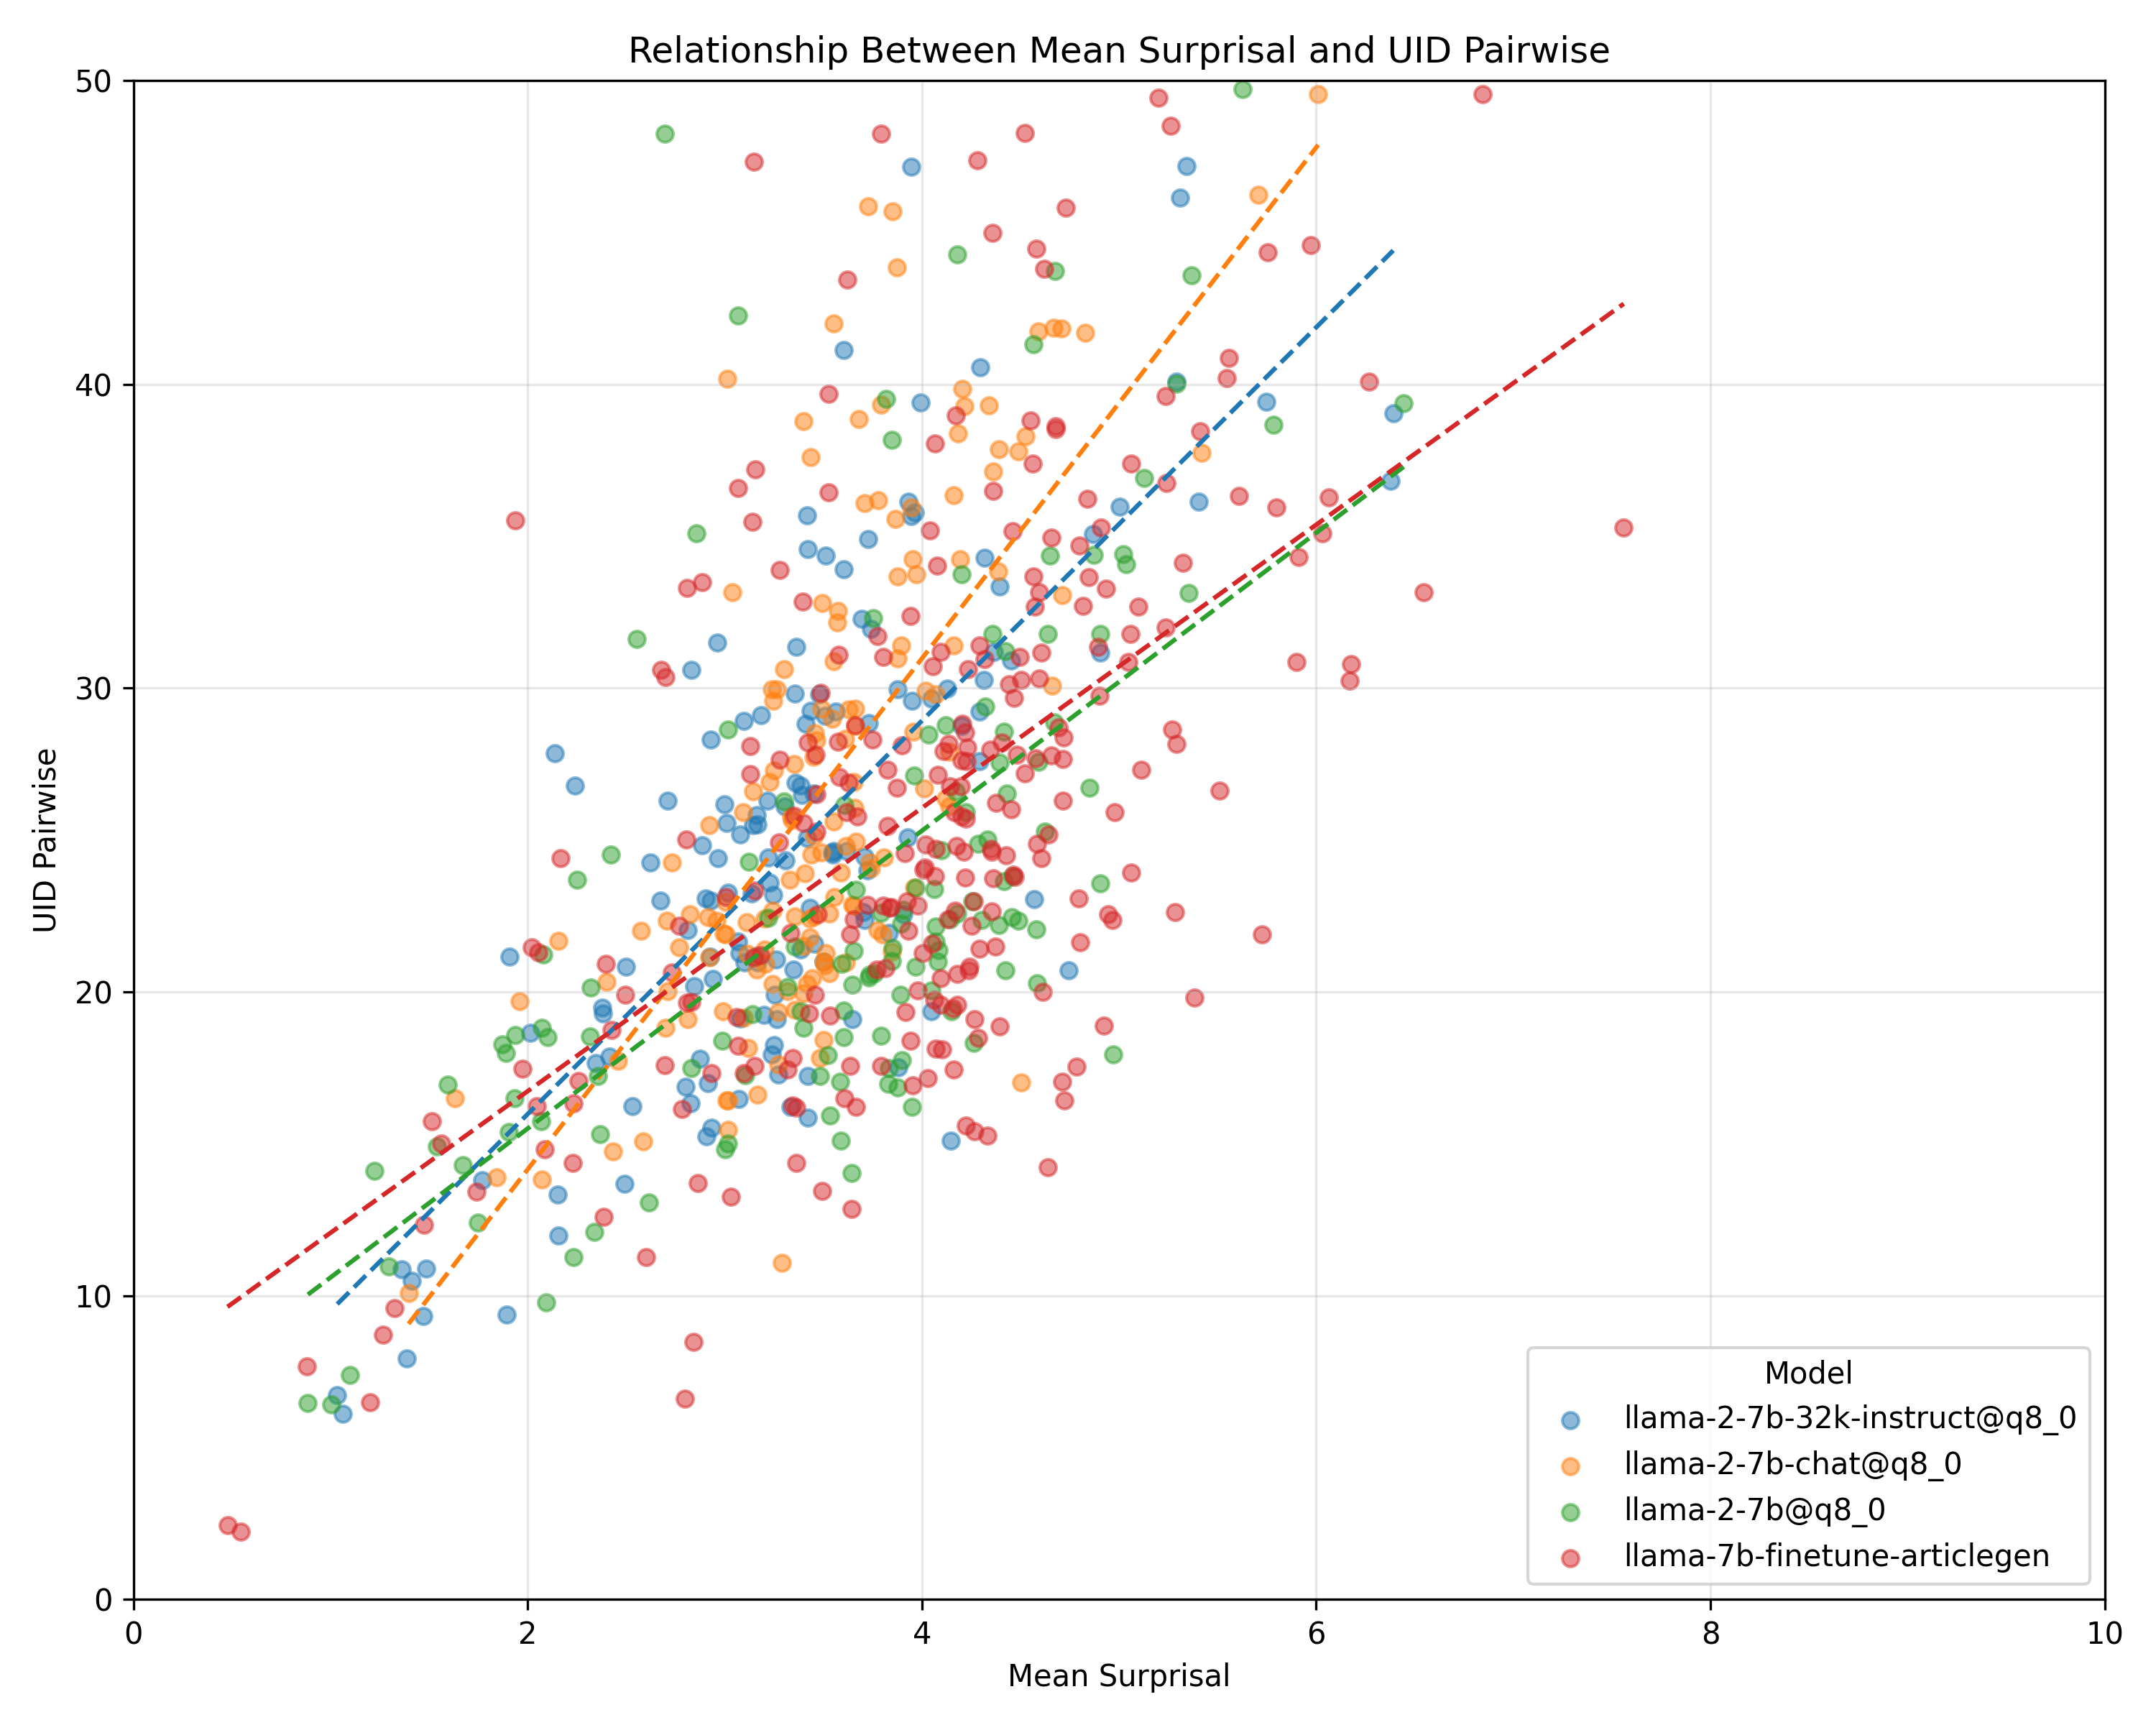 Relationship Between Mean Surprisal and UID Pairwise
50
40
30
20
10
0
UID Pairwise
0 2 4 6 8 10
Mean Surprisal
Model
llama-2-7b-32k-instruct@q8_0
llama-2-7b-chat@q8_0
llama-2-7b@q8_0
llama-7b-finetune-articlegen